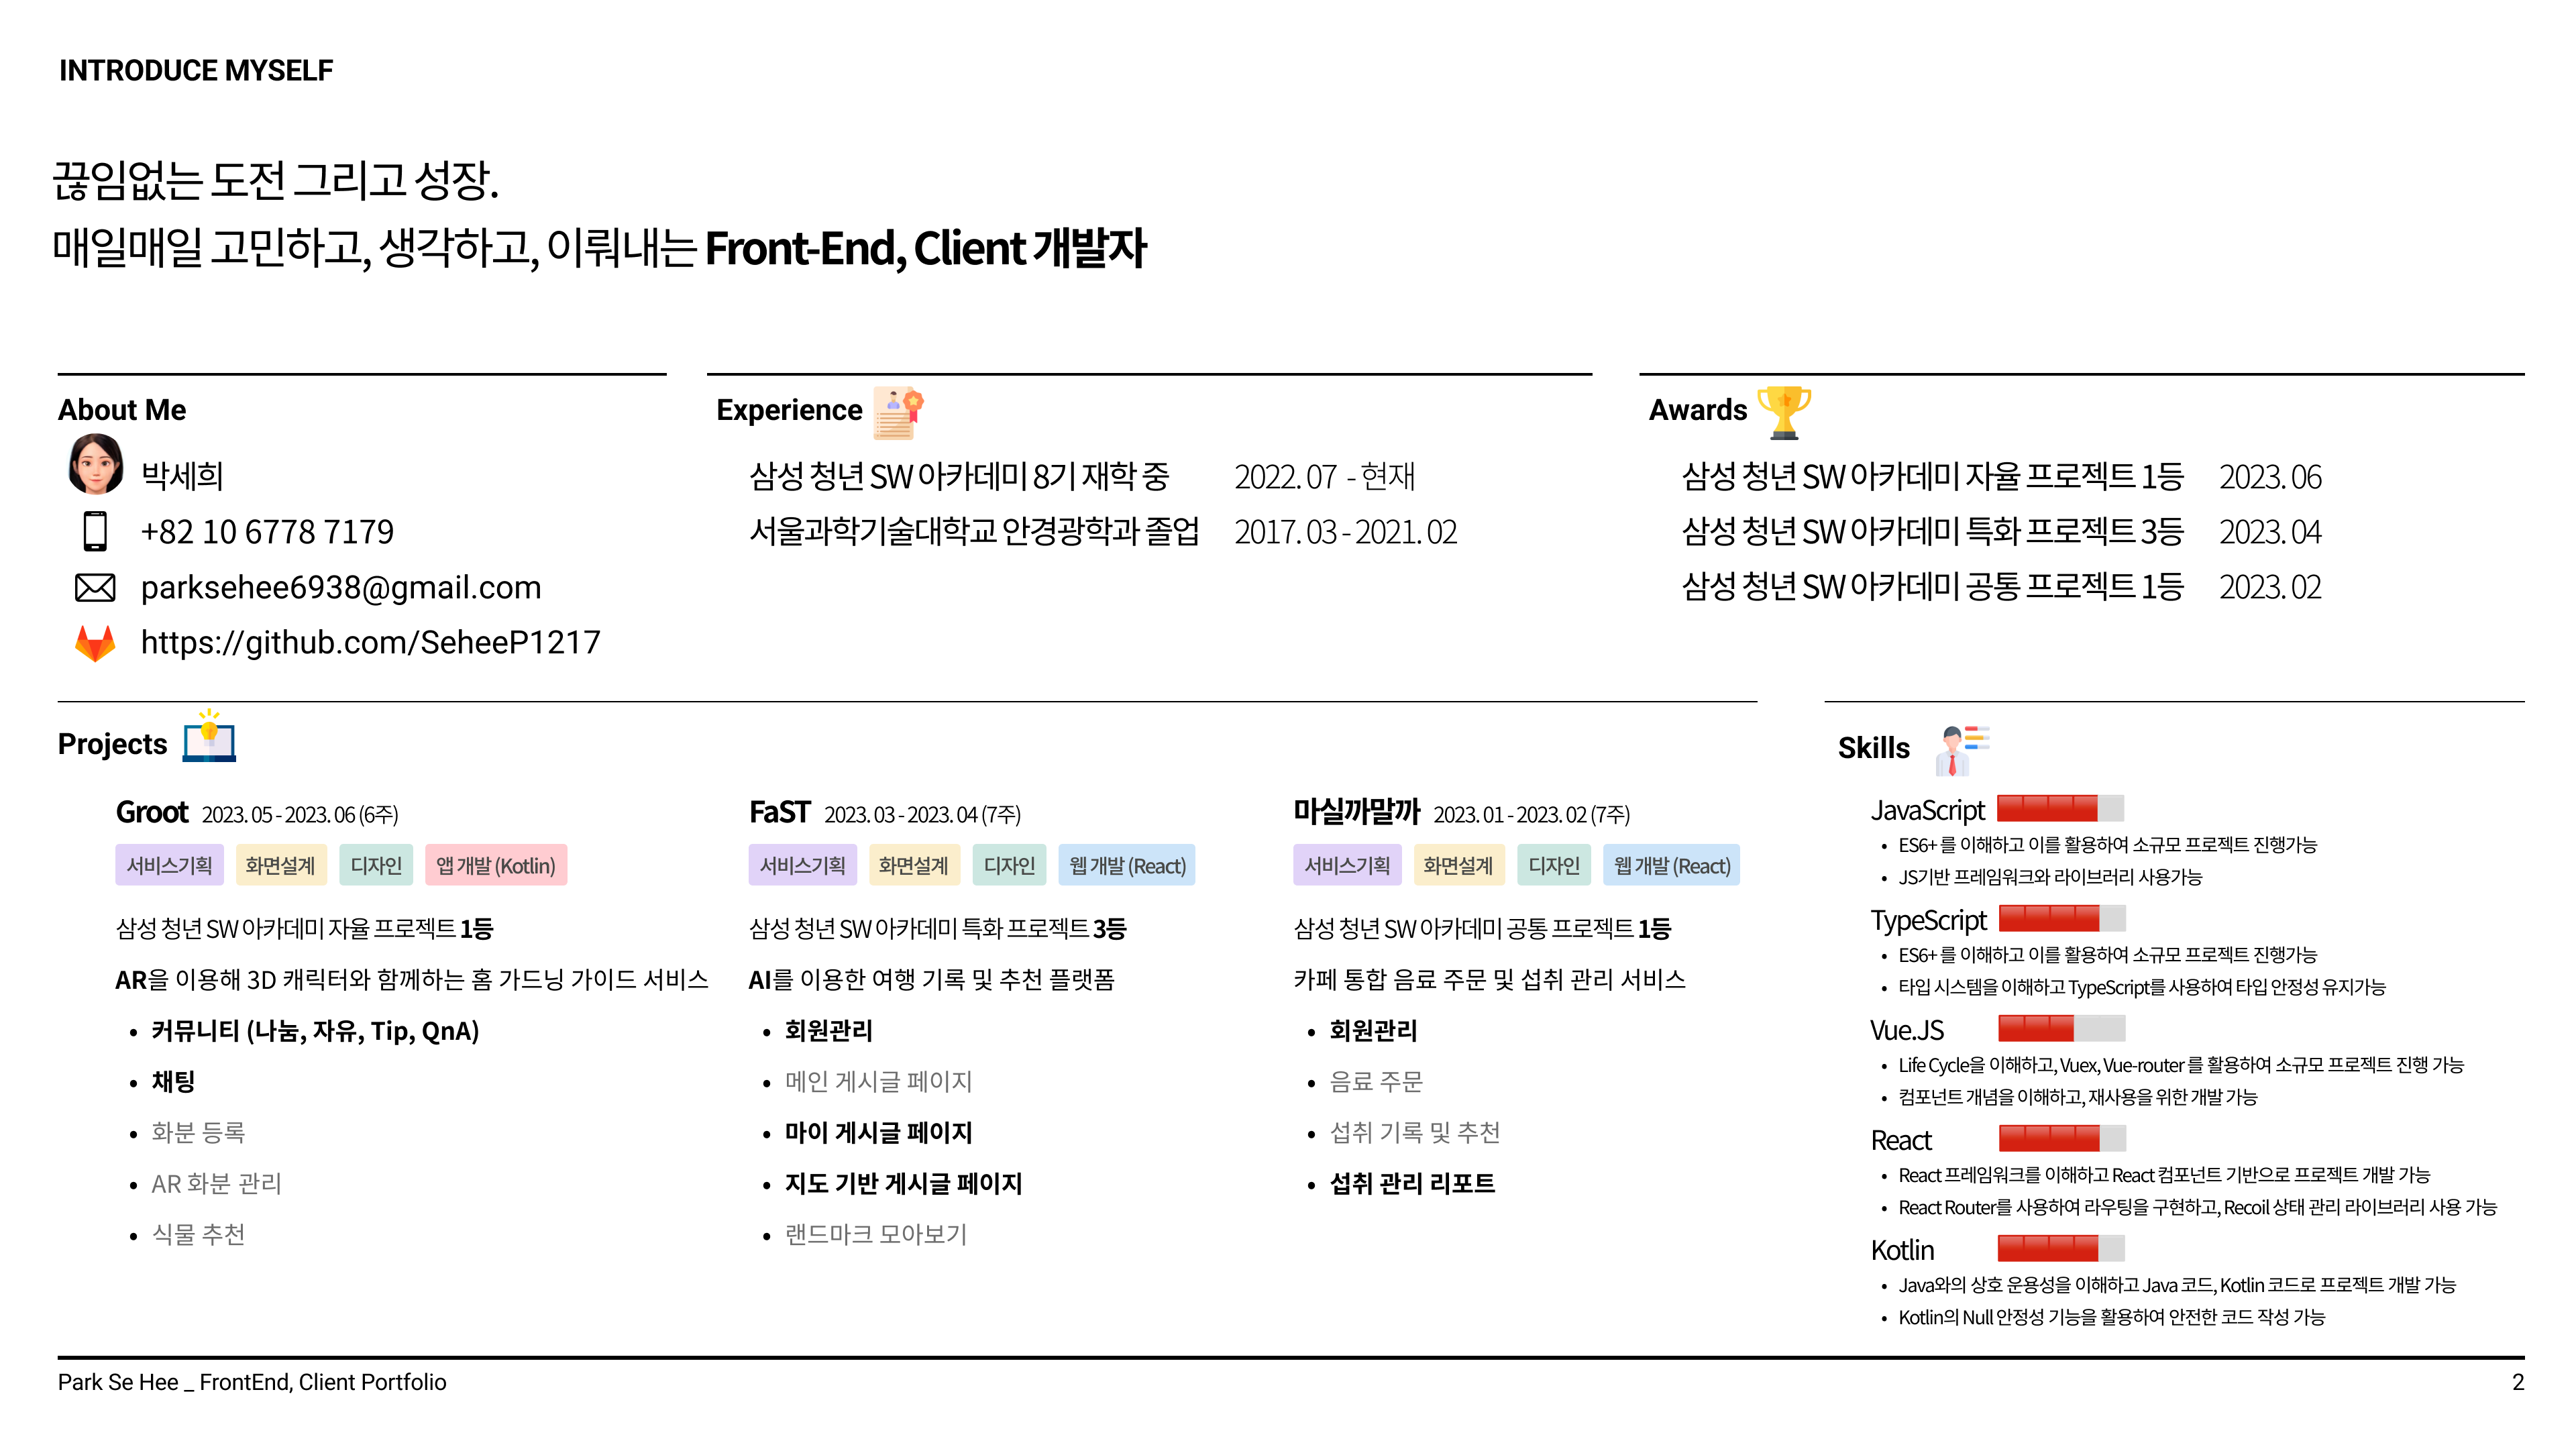 INTRODUCE MYSELF
끊임없는 도전 그리고 성장.
매일매일 고민하고, 생각하고, 이뤄내는 Front-End, Client 개발자
About Me
박세희
+82 10 6778 7179
parksehee6938@gmail.com
https://github.com/SeheeP1217
Experience
삼성 청년 SW 아카데미 8기 재학 중 2022. 07 - 현재
서울과학기술대학교 안경광학과 졸업 2017. 03 - 2021. 02
Awards
삼성 청년 SW 아카데미 자율 프로젝트 1등 2023. 06
삼성 청년 SW 아카데미 특화 프로젝트 3등 2023. 04
삼성 청년 SW 아카데미 공통 프로젝트 1등 2023. 02
Projects
Groot 2023. 05 - 2023. 06 (6주)
서비스기획 화면설계 디자인 앱 개발 (Kotlin)
삼성 청년 SW 아카데미 자율 프로젝트 1등
AR을 이용해 3D 캐릭터와 함께하는 홈 가드닝 가이드 서비스
• 커뮤니티 (나눔, 자유, Tip, QnA)
• 채팅
• 화분 등록
• AR 화분 관리
• 식물 추천
FaST 2023. 03 - 2023. 04 (7주)
서비스기획 화면설계 디자인 웹 개발 (React)
삼성 청년 SW 아카데미 특화 프로젝트 3등
AI를 이용한 여행 기록 및 추천 플랫폼
• 회원관리
• 메인 게시글 페이지
• 마이 게시글 페이지
• 지도 기반 게시글 페이지
• 랜드마크 모아보기
마실까말까 2023. 01 - 2023. 02 (7주)
서비스기획 화면설계 디자인 웹 개발 (React)
삼성 청년 SW 아카데미 공통 프로젝트 1등
카페 통합 음료 주문 및 섭취 관리 서비스
• 회원관리
• 음료 주문
• 섭취 기록 및 추천
• 섭취 관리 리포트
Skills
JavaScript
• ES6+ 를 이해하고 이를 활용하여 소규모 프로젝트 진행가능
• JS기반 프레임워크와 라이브러리 사용가능
TypeScript
• ES6+ 를 이해하고 이를 활용하여 소규모 프로젝트 진행가능
• 타입 시스템을 이해하고 TypeScript를 사용하여 타입 안정성 유지가능
Vue.JS
• Life Cycle을 이해하고, Vuex, Vue-router 를 활용하여 소규모 프로젝트 진행 가능
• 컴포넌트 개념을 이해하고, 재사용을 위한 개발 가능
React
• React 프레임워크를 이해하고 React 컴포넌트 기반으로 프로젝트 개발 가능
• React Router를 사용하여 라우팅을 구현하고, Recoil 상태 관리 라이브러리 사용 가능
Kotlin
• Java와의 상호 운용성을 이해하고 Java 코드, Kotlin 코드로 프로젝트 개발 가능
• Kotlin의 Null 안정성 기능을 활용하여 안전한 코드 작성 가능
Park Se Hee _ FrontEnd, Client Portfolio
2